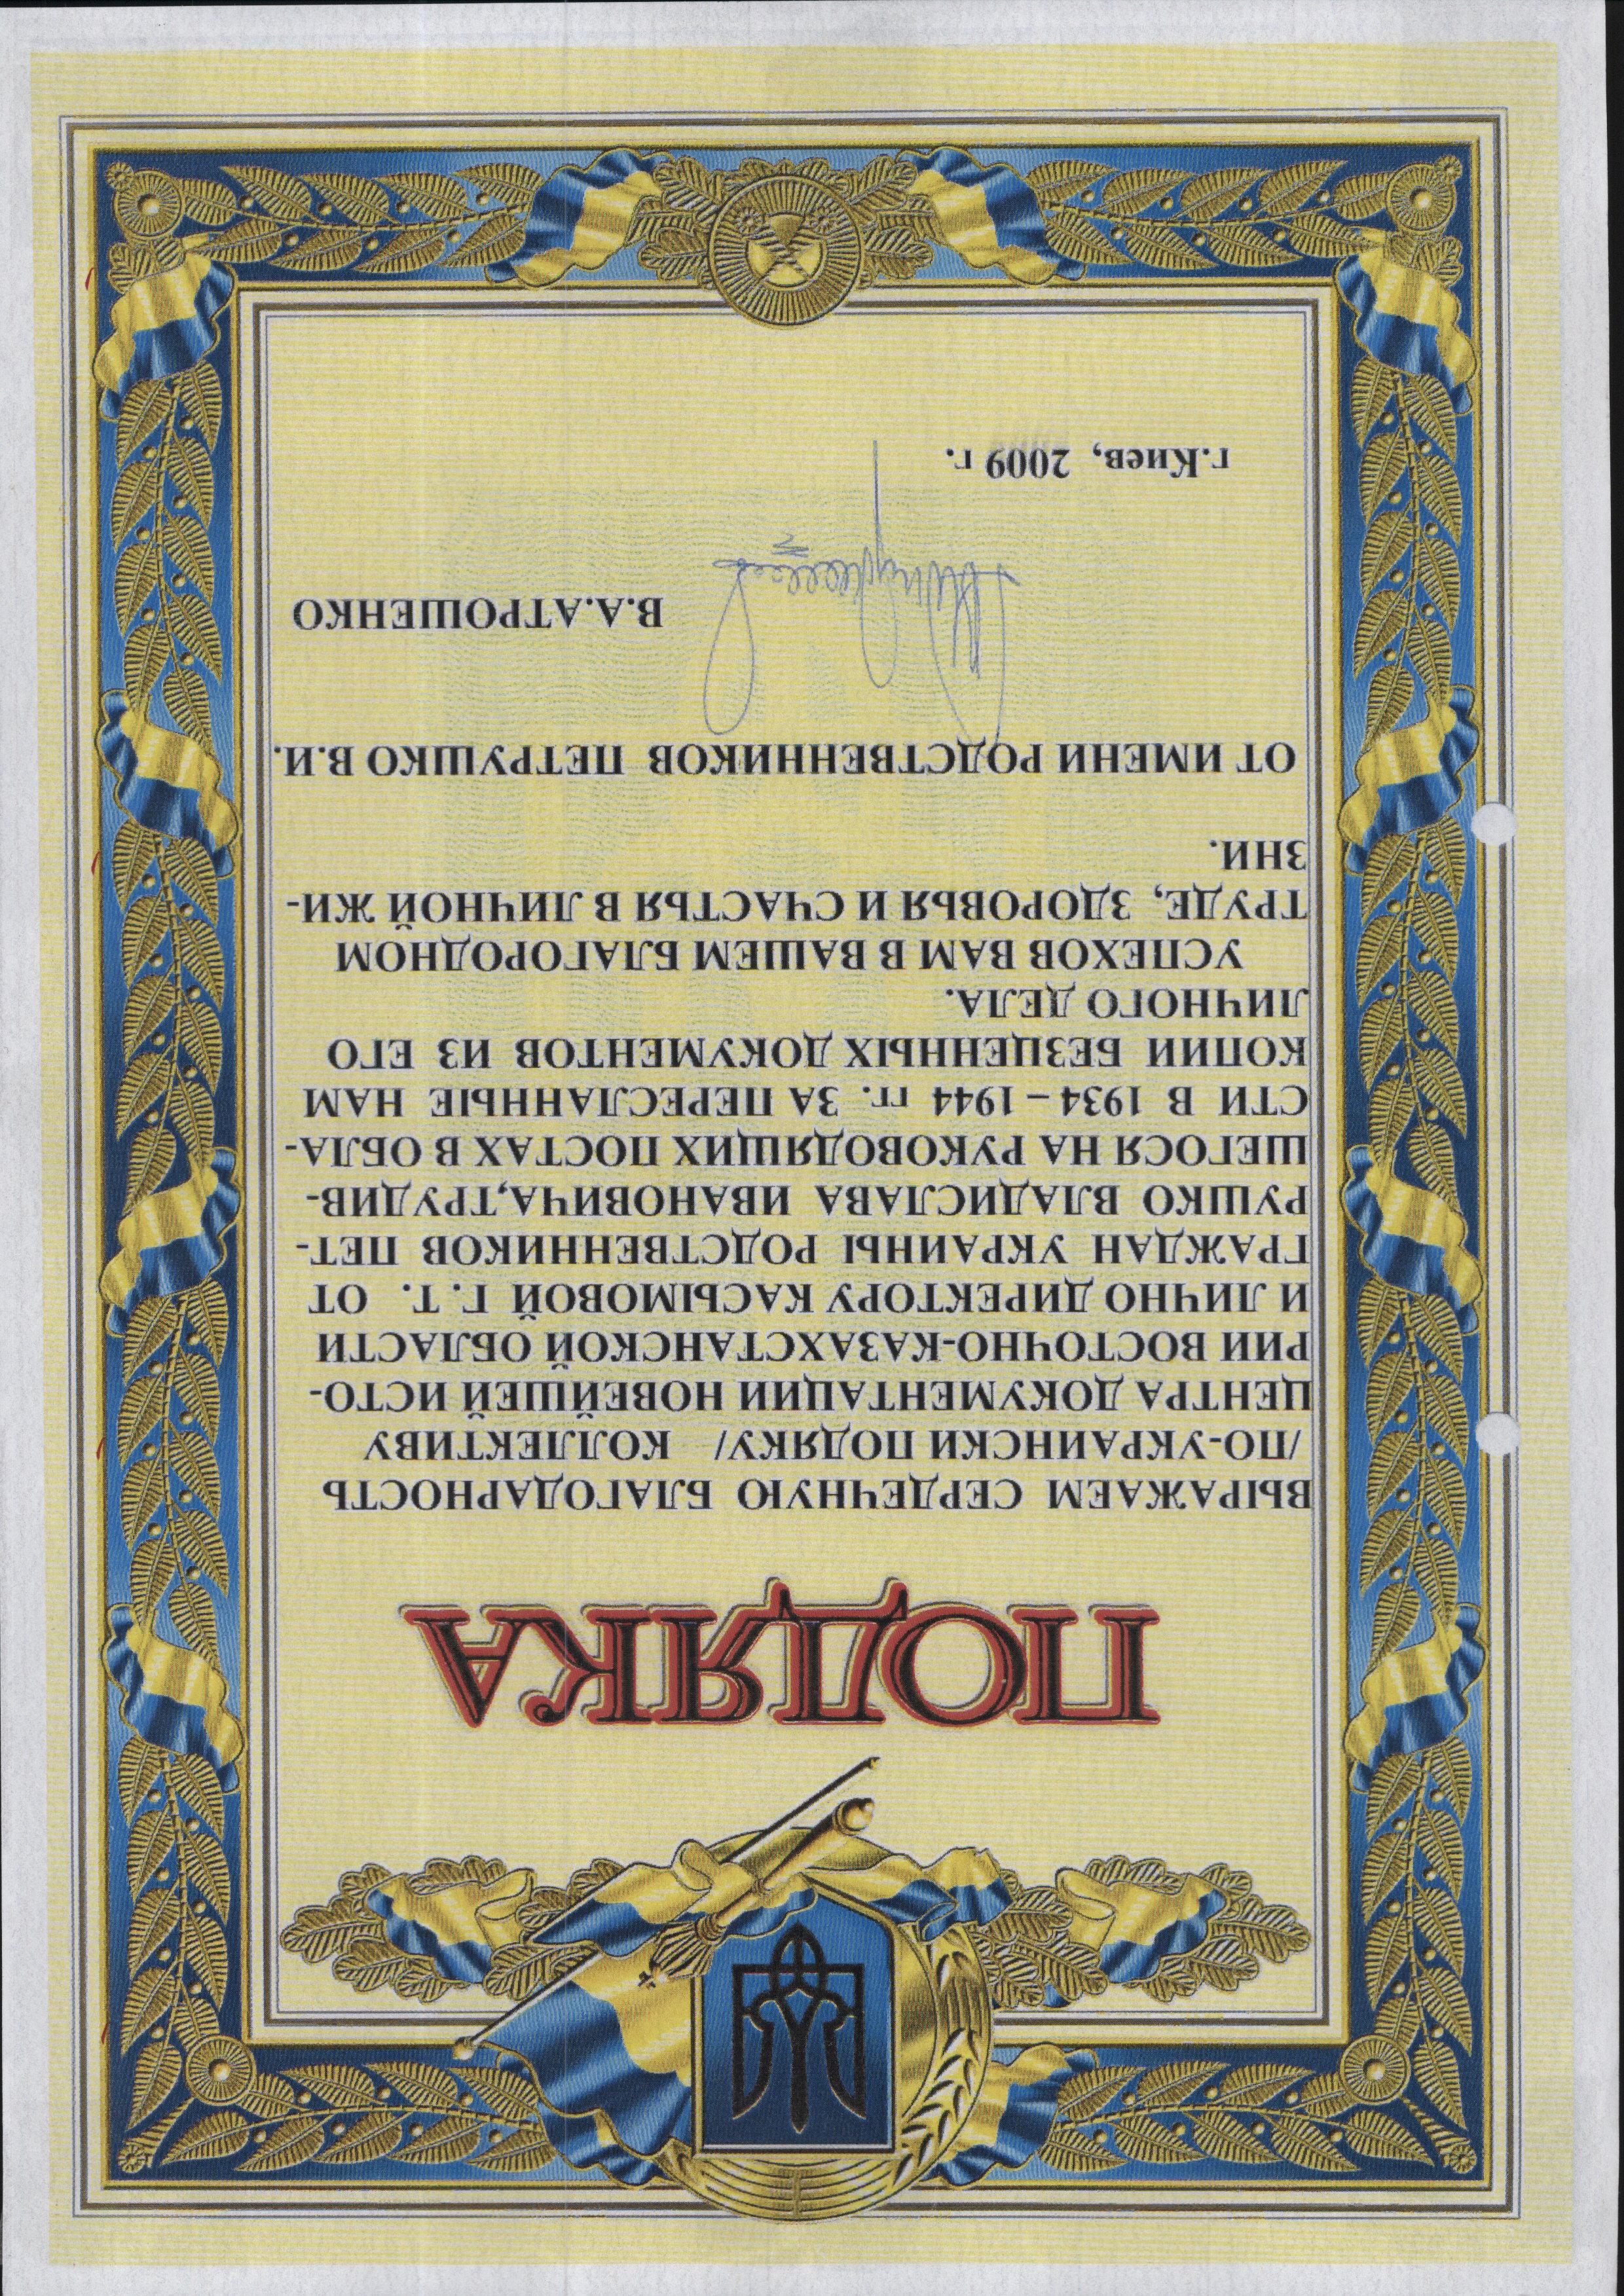 ПОДЯКА
ВЫРАЖАЕМ СЕРДЕЧНУЮ БЛАГОДАРНОСТЬ
/ПО-УКРАИНСКИ ПОДЯКУ/ КОЛЛЕКТИВУ
ЦЕНТРА ДОКУМЕНТАЦИИ НОВЕЙШЕЙ ИСТО-
РИИ ВОСТОЧНО-КАЗАХСТАНСКОЙ ОБЛАСТИ
И ЛИЧНО ДИРЕКТОРУ КАСЫМОВОЙ Г. Т. ОТ
ГРАЖДАН УКРАИНЫ РОДСТВЕННИКОВ ПЕТ-
РУШКО ВЛАДИСЛАВА ИВАНОВИЧА,ТРУДИВ-
ШЕГОСЯ НА РУКОВОДЯЩИХ ПОСТАХ В ОБЛА-
СТИ В 1934 – 1944 гг. ЗА ПЕРЕСЛАННЫЕ НАМ
КОПИИ БЕЗЦЕННЫХ ДОКУМЕНТОВ ИЗ ЕГО
ЛИЧНОГО ДЕЛА.
УСПЕХОВ ВАМ В ВАШЕМ БЛАГОРОДНОМ
ТРУДЕ, ЗДОРОВЬЯ И СЧАСТЬЯ В ЛИЧНОЙ ЖИ-
ЗНИ.
ОТ ИМЕНИ РОДСТВЕННИКОВ ПЕТРУШКО В.И.
В.А.АТРОШЕНКО
г.Киев, 2009 г.